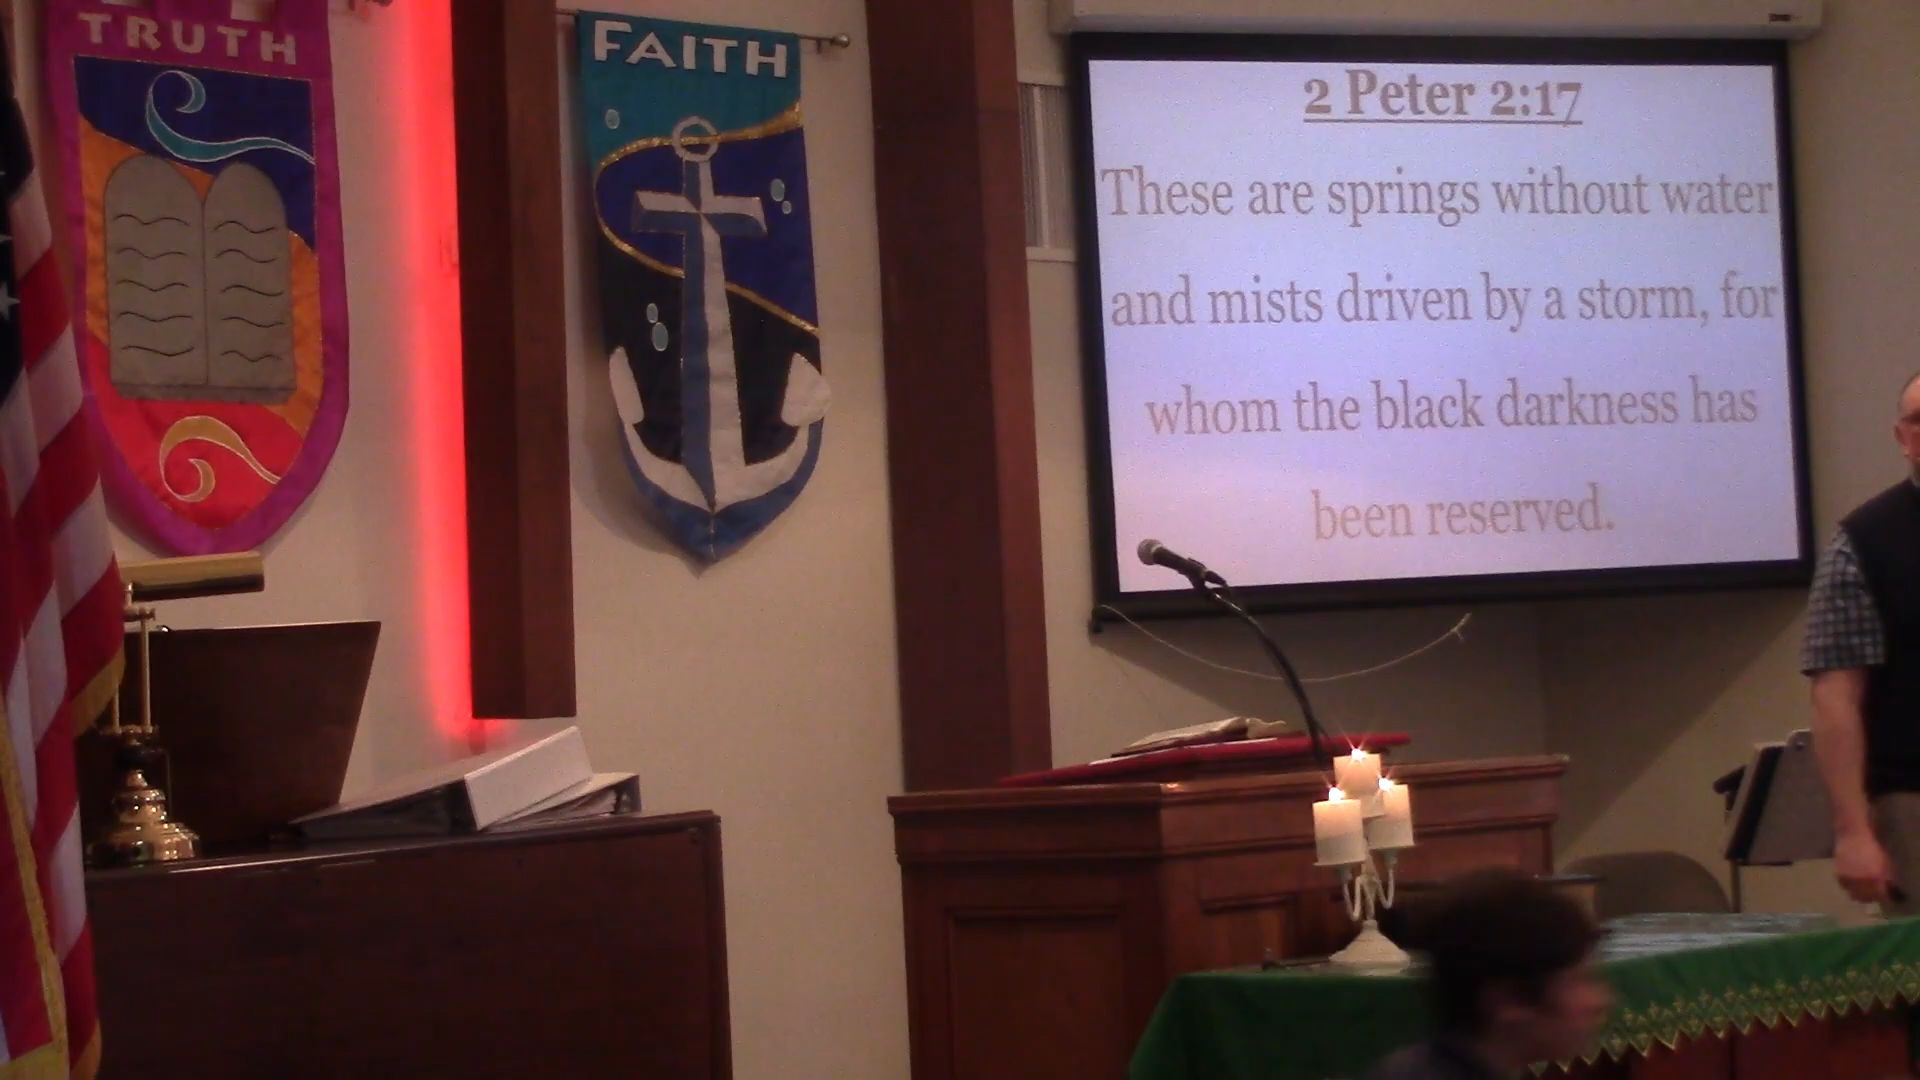 TRUTH
FAITH
2 Peter 2:17
These are springs without water
and mists driven by a storm, for
whom the black darkness has
been reserved.